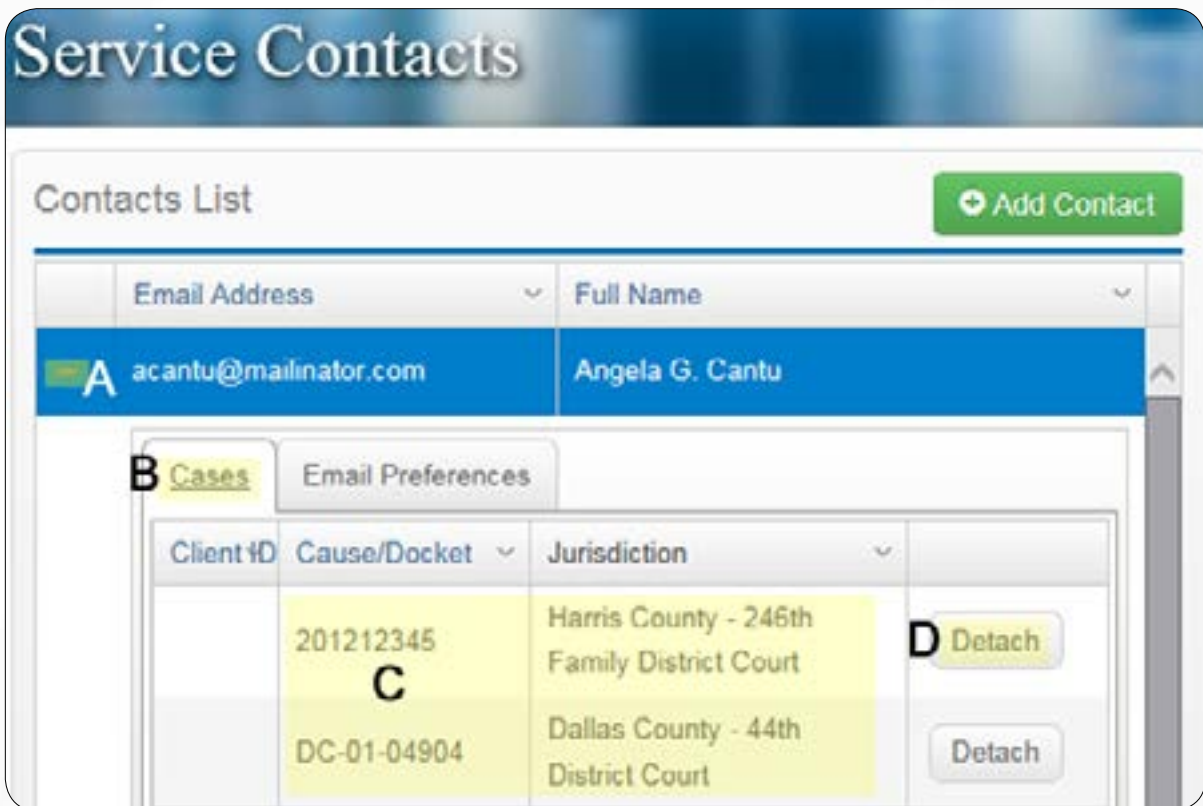 Service Contacts
Contacts List
Add Contact
Email Address Full Name
A acantu@mailinator.com Angela G. Cantu
B Cases Email Preferences
Client ID Cause/Docket Jurisdiction
201212345 Harris County - 246th Family District Court D Detach
C
DC-01-04904 Dallas County - 44th District Court Detach